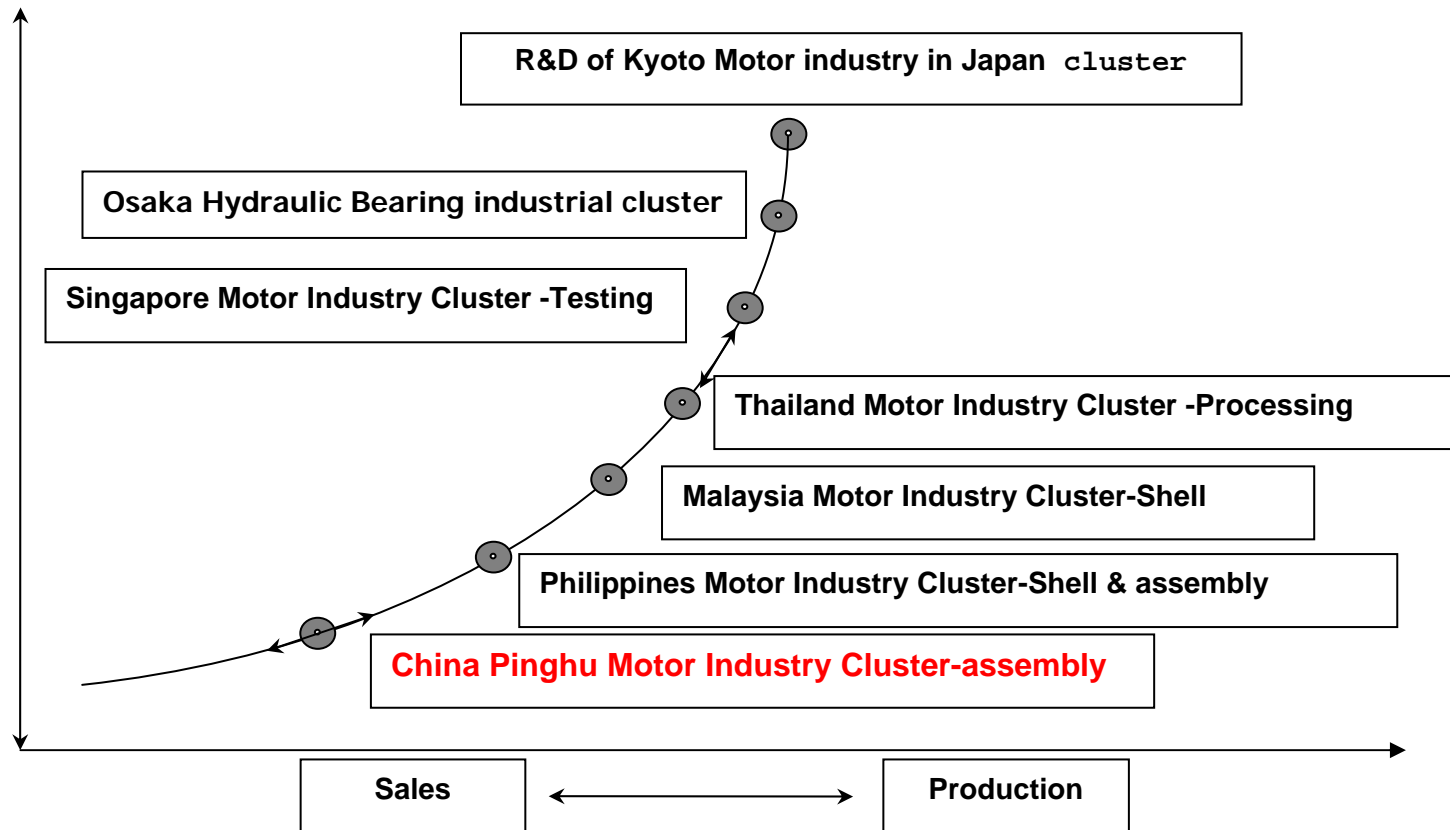 R&D of Kyoto Motor industry in Japan cluster
Osaka Hydraulic Bearing industrial cluster
Singapore Motor Industry Cluster -Testing
Thailand Motor Industry Cluster -Processing
Malaysia Motor Industry Cluster-Shell
Philippines Motor Industry Cluster-Shell & assembly
China Pinghu Motor Industry Cluster-assembly
Sales
Production